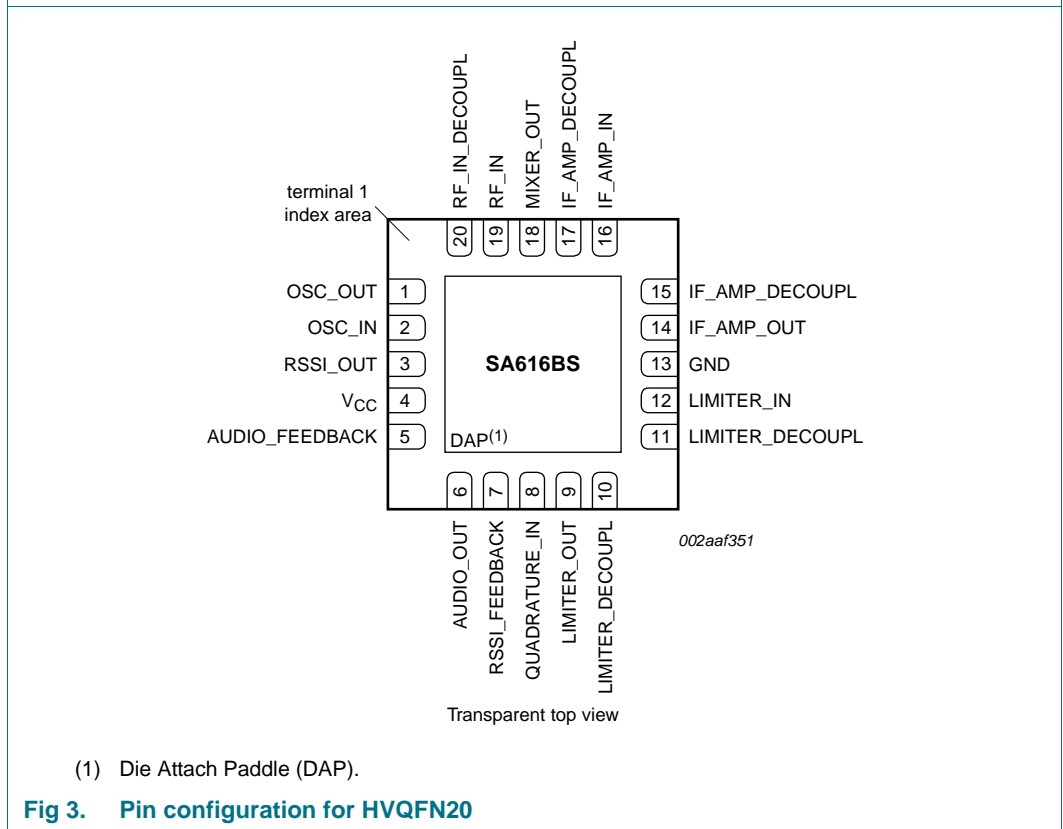 RF_IN_DECOUPL
RF_IN
MIXER_OUT
IF_AMP_DECOUPL
IF_AMP_IN
terminal 1
index area
20
19
18
17
16
OSC_OUT 1
OSC_IN 2
RSSI_OUT 3
VCC 4
AUDIO_FEEDBACK 5
SA616BS
DAP(1)
15 IF_AMP_DECOUPL
14 IF_AMP_OUT
13 GND
12 LIMITER_IN
11 LIMITER_DECOUPL
6
7
8
9
10
AUDIO_OUT
RSSI_FEEDBACK
QUADRATURE_IN
LIMITER_OUT
LIMITER_DECOUPL
002aaf351
Transparent top view
(1) Die Attach Paddle (DAP).
Fig 3. Pin configuration for HVQFN20